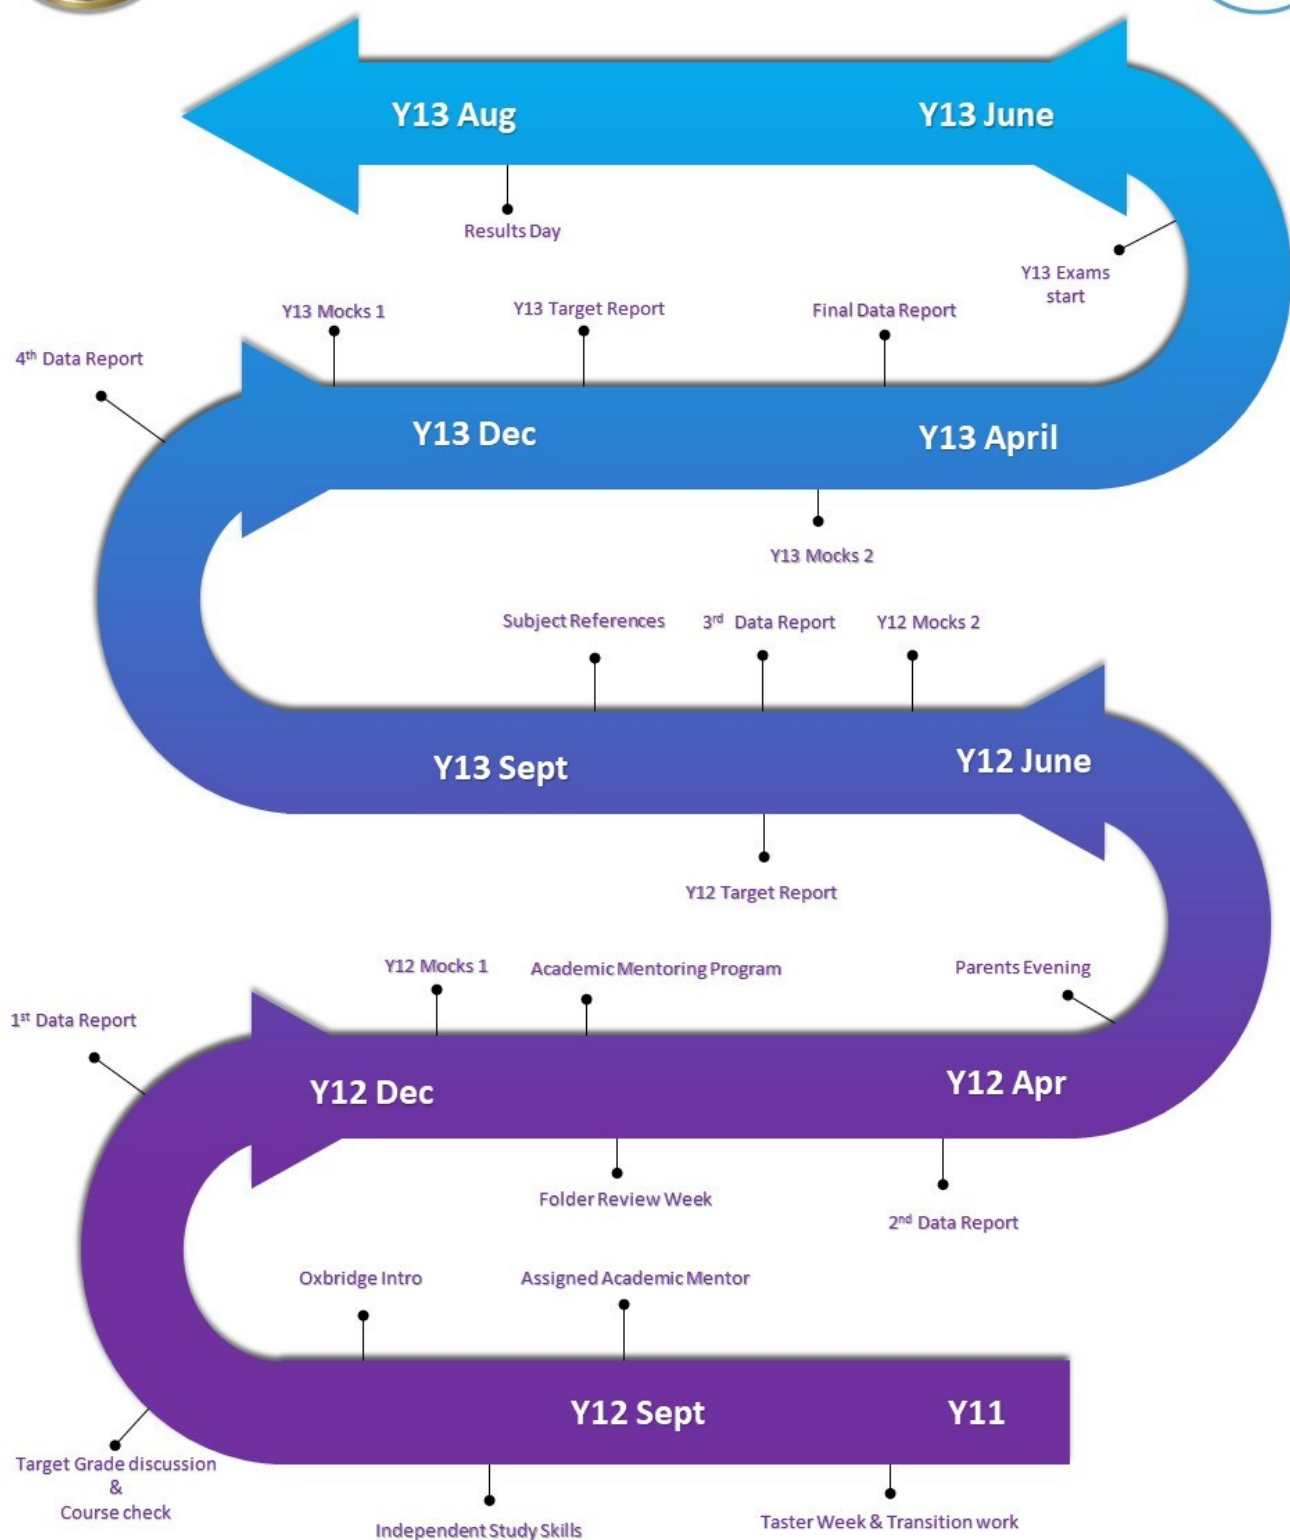 Y13 Aug
Y13 June
Results Day
Y13 Exams
start
Y13 Mocks 1
Y13 Target Report
Final Data Report
4th Data Report
Y13 Dec
Y13 April
Y13 Mocks 2
Subject References
3rd Data Report
Y12 Mocks 2
Y13 Sept
Y12 June
Y12 Target Report
Y12 Mocks 1
Academic Mentoring Program
Parents Evening
1st Data Report
Y12 Dec
Y12 Apr
Folder Review Week
2nd Data Report
Oxbridge Intro
Assigned Academic Mentor
Y12 Sept
Y11
Target Grade discussion
&
Course check
Independent Study Skills
Taster Week & Transition work